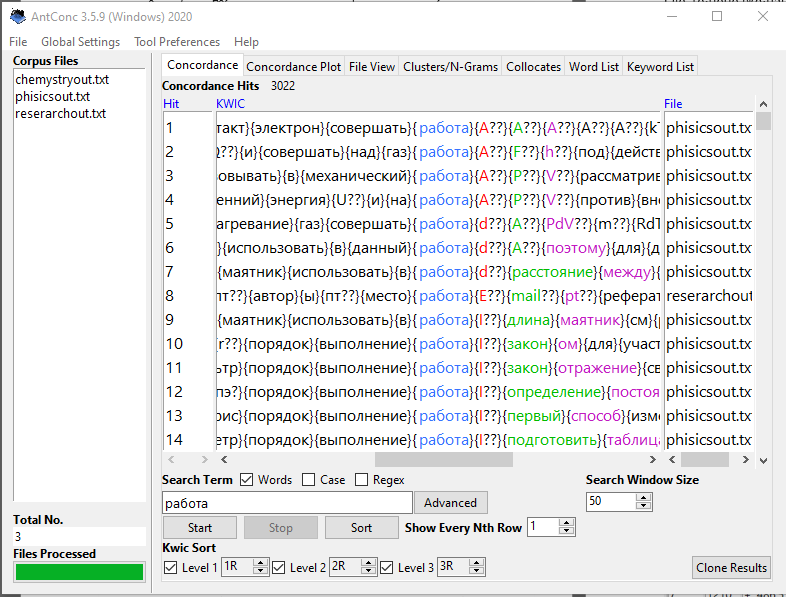 AntConc 3.5.9 (Windows) 2020
File Global Settings Tool Preferences Help
Corpus Files
chemystryout.txt
phisicsout.txt
reserarchout.txt
Total No.
3
Files Processed
Concordance Concordance Plot File View Clusters/N-Grams Collocates Word List Keyword List
Concordance Hits 3022
Hit KWIC File
1 такт}{электрон}{совершать}{работа}{A??}{A??}{A??}{A??}{A??}{k phisicsout.tx
2 Q??}{и}{совершать}{над}{газ}{работа}{A??}{F??}{h??}{под}{действ phisicsout.tx
3 овывать}{в}{механический}{работа}{A??}{P??}{V??}{рассматрив phisicsout.tx
4 енний}{энергия}{U??}{и}{на}{работа}{A??}{P??}{V??}{против}{вн phisicsout.tx
5 агревание}{газ}{совершать}{работа}{d??}{A??}{PdV??}{m??}{RdT phisicsout.tx
6 }{использовать}{в}{данный}{работа}{d??}{A??}{поэтому}{для}{д phisicsout.tx
7 {маятник}{использовать}{в}{работа}{d??}{расстояние}{между}{ phisicsout.tx
8 пт??}{автор}{ы}{пт??}{место}{работа}{E??}{mail??}{pt??}{реферат reserarchout
9 {маятник}{использовать}{в}{работа}{I??}{длина}{маятник}{см}{ phisicsout.tx
10 {r??}{порядок}{выполнение}{работа}{I??}{закон}{ом}{для}{участ phisicsout.tx
11 ьтр}{порядок}{выполнение}{работа}{I??}{закон}{отражение}{св phisicsout.tx
12 пэ?}{порядок}{выполнение}{работа}{I??}{определение}{постоя phisicsout.tx
13 рис}{порядок}{выполнение}{работа}{I??}{первый}{способ}{изм phisicsout.tx
14 етр}{порядок}{выполнение}{работа}{I??}{подготовить}{таблица phisicsout.tx
Search Term Words Case Regex Search Window Size
работа Advanced 50
Start Stop Sort Show Every Nth Row 1
Kwic Sort
Level 1 1R Level 2 2R Level 3 3R Clone Results